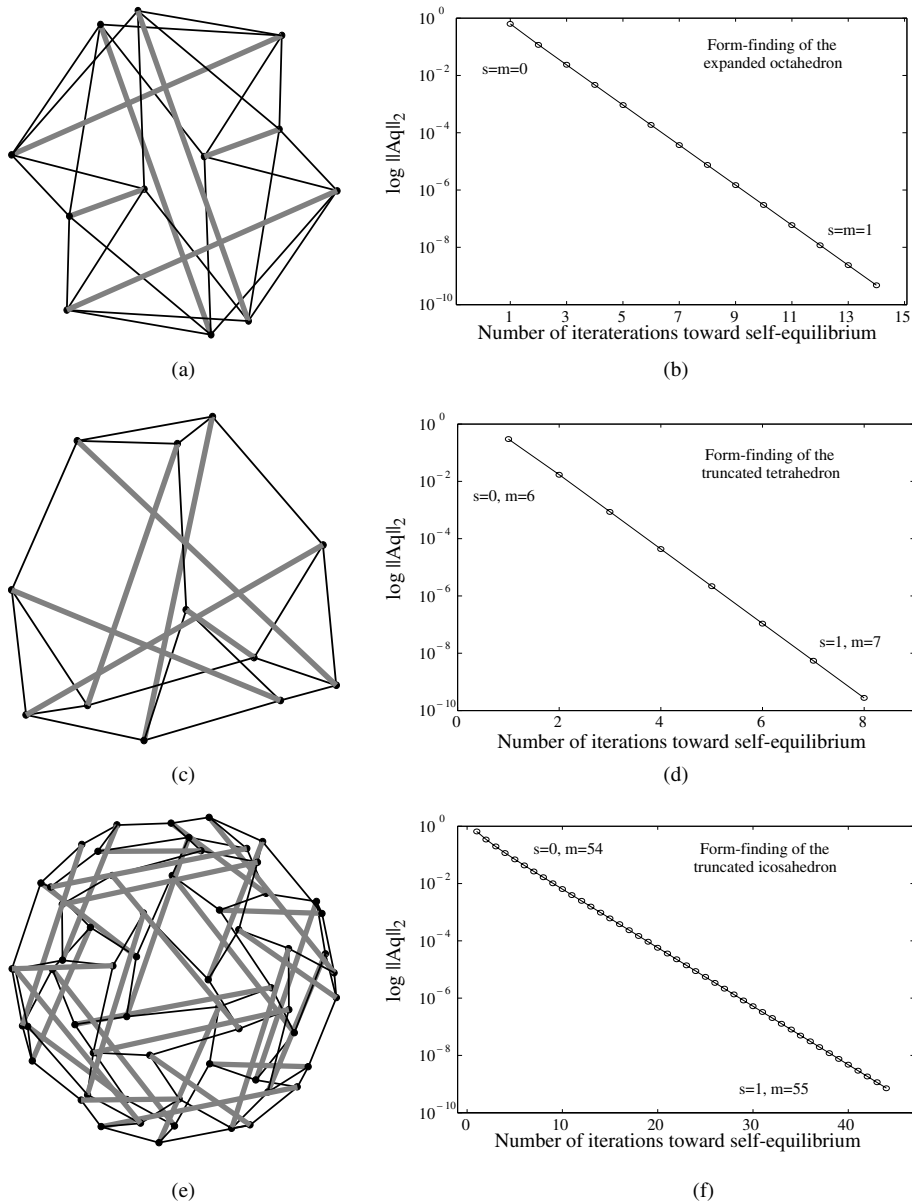 10^0
10^-2
10^-4
10^-6
10^-8
10^-10
log ||Aq||_2
Form-finding of the
expanded octahedron
s=m=0
s=m=1
1 3 5 7 9 11 13 15
Number of iteraterions toward self-equilibrium
(a)
(b)
10^0
10^-2
10^-4
10^-6
10^-8
10^-10
log ||Aq||_2
Form-finding of the
truncated tetrahedron
s=0, m=6
s=1, m=7
0 2 4 6 8
Number of iterations toward self-equilibrium
(c)
(d)
10^0
10^-2
10^-4
10^-6
10^-8
10^-10
log ||Aq||_2
s=0, m=54
Form-finding of the
truncated icosahedron
s=1, m=55
0 10 20 30 40
Number of iterations toward self-equilibrium
(e)
(f)